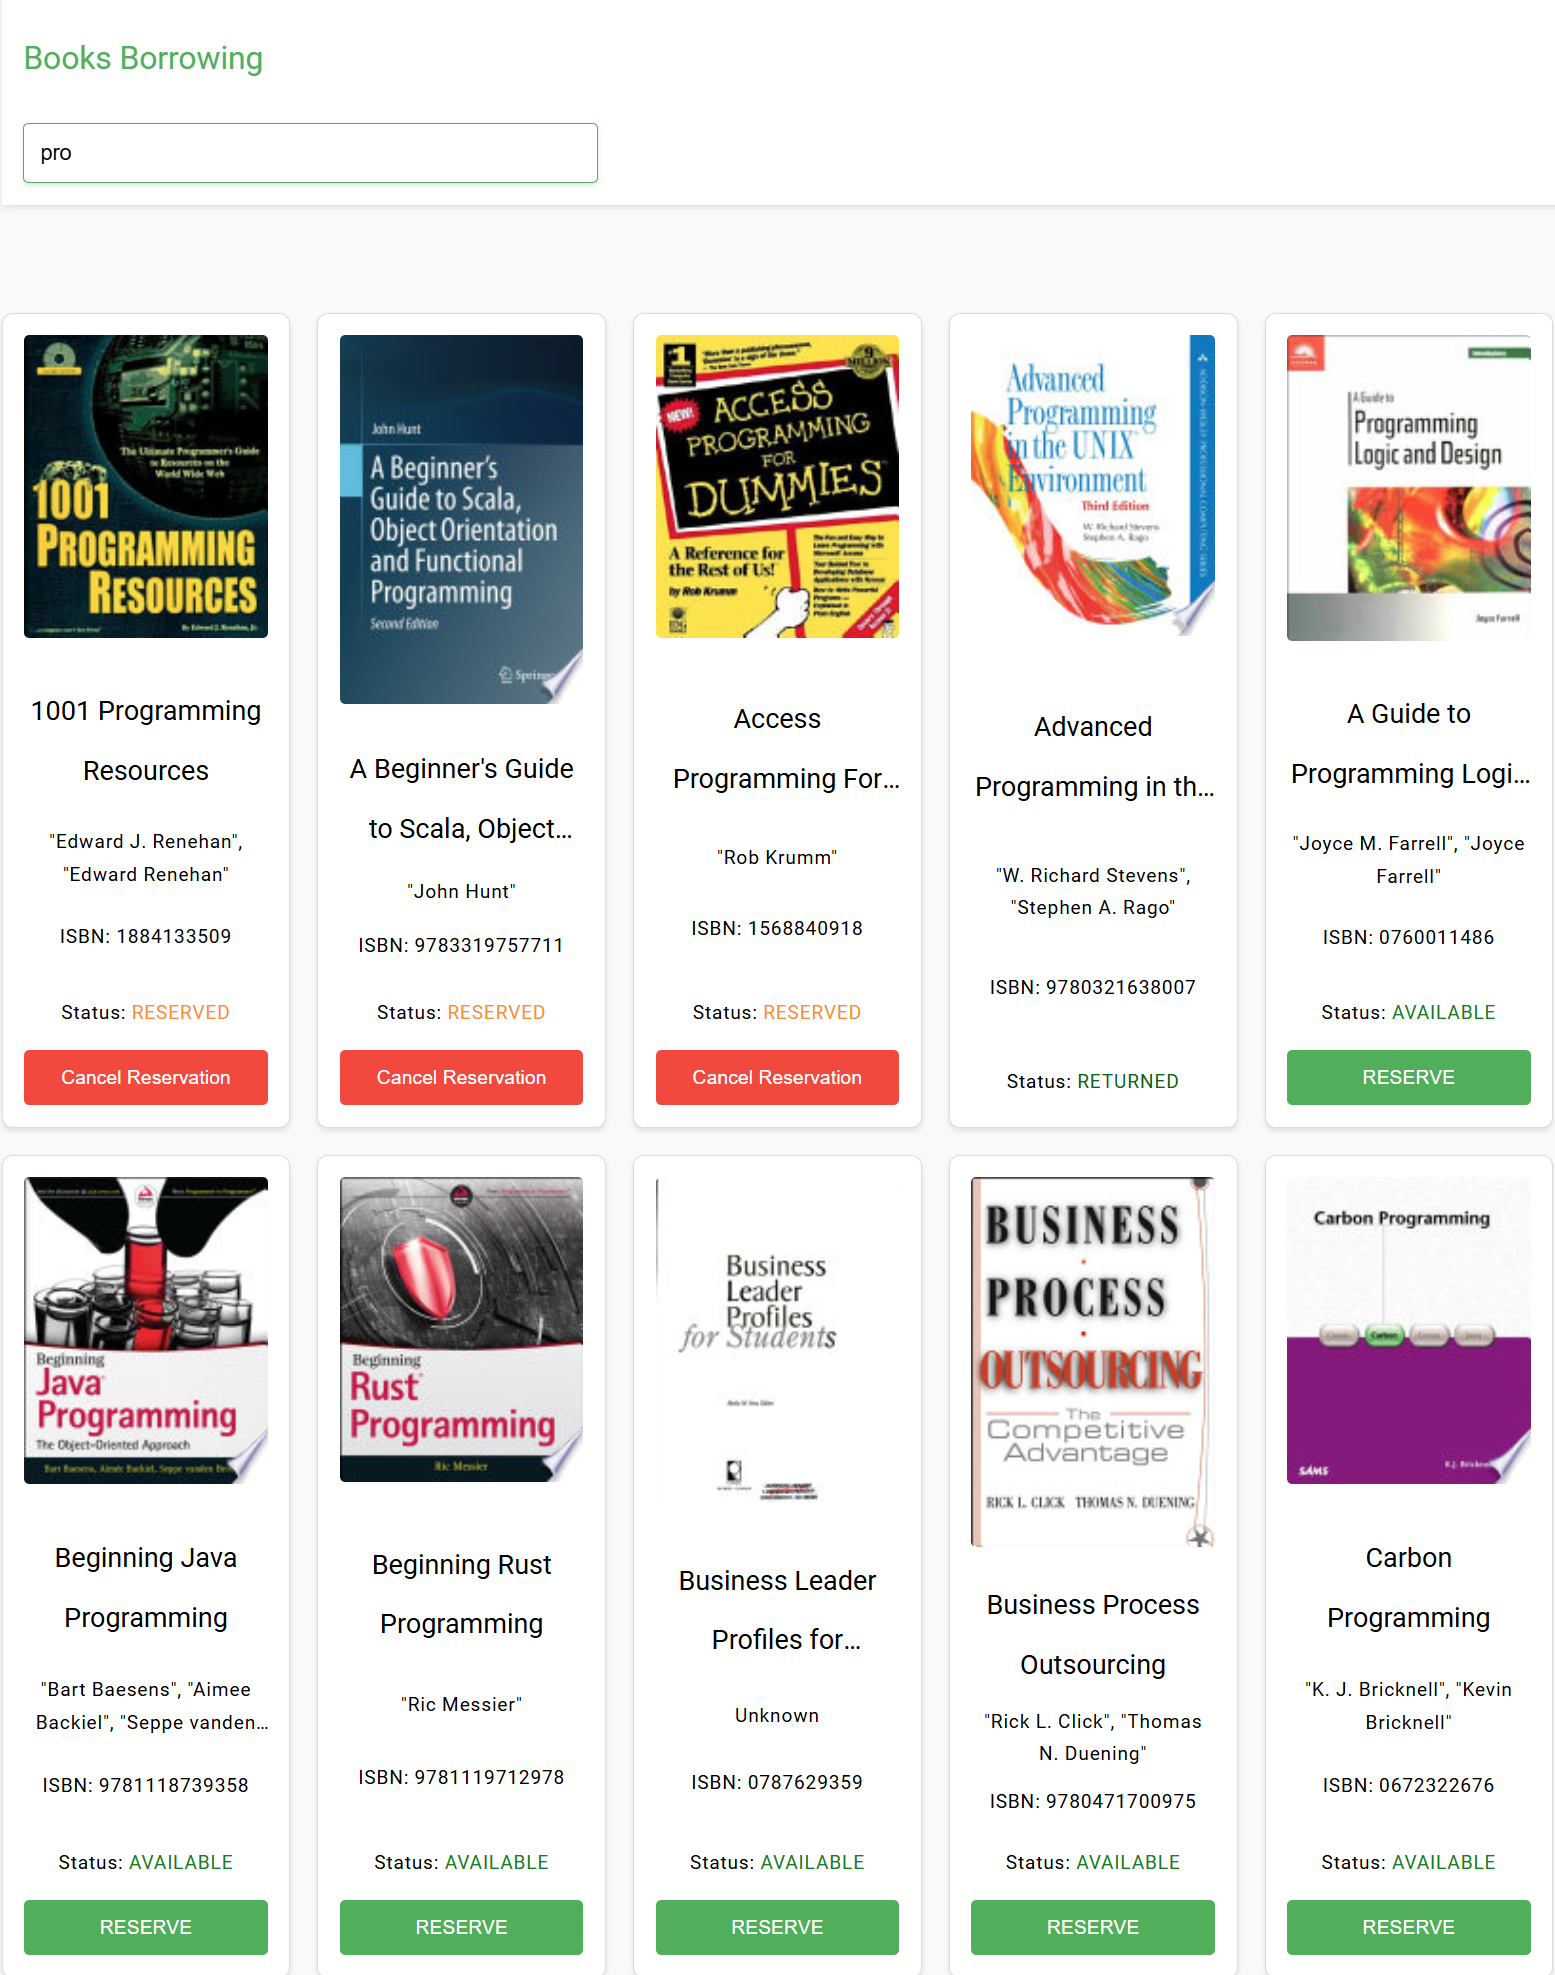 Books Borrowing
pro
The Ultimate Programmer's Guide
to Resources on the
World Wide Web
1001
PROGRAMMING
RESOURCES
By Edward J. Renehan, Jr.
John Hunt
A Beginner's
Guide to Scala,
Object Orientation
and Functional
Programming
Second Edition
#1
NEW!
ACCESS
PROGRAMMING
FOR
DUMMIES
A Reference for
the Rest of Us!
by Rob Krumm
Advanced
Programming
in the UNIX
Environment
Third Edition
W. Richard Stevens
Stephen A. Rago
A Guide to
Programming
Logic and Design
Joyce Farrell
1001 Programming
Resources
"Edward J. Renehan",
"Edward Renehan"
ISBN: 1884133509
Status: RESERVED
Cancel Reservation
A Beginner's Guide
to Scala, Object...
"John Hunt"
ISBN: 9783319757711
Status: RESERVED
Cancel Reservation
Access
Programming For...
"Rob Krumm"
ISBN: 1568840918
Status: RESERVED
Cancel Reservation
Advanced
Programming in th...
"W. Richard Stevens",
"Stephen A. Rago"
ISBN: 9780321638007
Status: RETURNED
A Guide to
Programming Logi...
"Joyce M. Farrell", "Joyce
Farrell"
ISBN: 0760011486
Status: AVAILABLE
RESERVE
Beginning
Java
Programming
The Object-Oriented Approach
Beginning
Rust
Programming
Ric Messier
Business
Leader
Profiles
for Students
BUSINESS
PROCESS
OUTSOURCING
The
Competitive
Advantage
RICK L. CLICK THOMAS N. DUENING
Carbon Programming
Carbon
SAMS
Beginning Java
Programming
"Bart Baesens", "Aimee
Backiel", "Seppe vanden...
ISBN: 9781118739358
Status: AVAILABLE
RESERVE
Beginning Rust
Programming
"Ric Messier"
ISBN: 9781119712978
Status: AVAILABLE
RESERVE
Business Leader
Profiles for...
Unknown
ISBN: 0787629359
Status: AVAILABLE
RESERVE
Business Process
Outsourcing
"Rick L. Click", "Thomas
N. Duening"
ISBN: 9780471700975
Status: AVAILABLE
RESERVE
Carbon
Programming
"K. J. Bricknell", "Kevin
Bricknell"
ISBN: 0672322676
Status: AVAILABLE
RESERVE